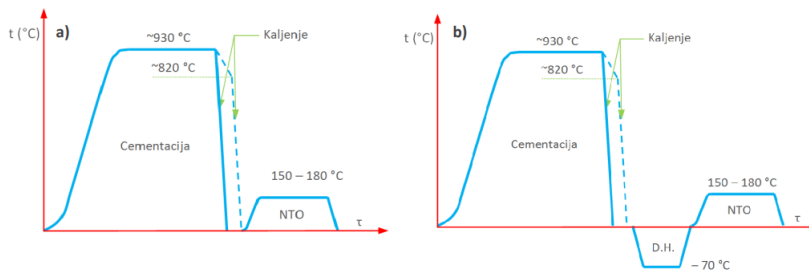 t (°C)
a)
~930 °C
Kaljenje
~820 °C
Cementacija
150 – 180 °C
NTO
τ
t (°C)
b)
~930 °C
Kaljenje
~820 °C
Cementacija
150 – 180 °C
NTO
τ
D.H.
– 70 °C